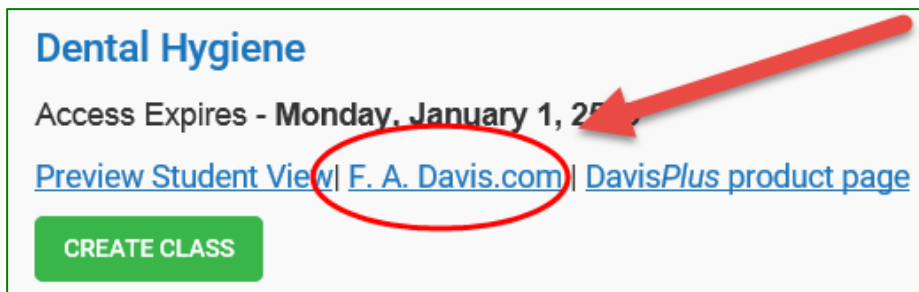 Dental Hygiene
Access Expires - Monday, January 1,
Preview Student View| F. A. Davis.com | DavisPlus product page
CREATE CLASS